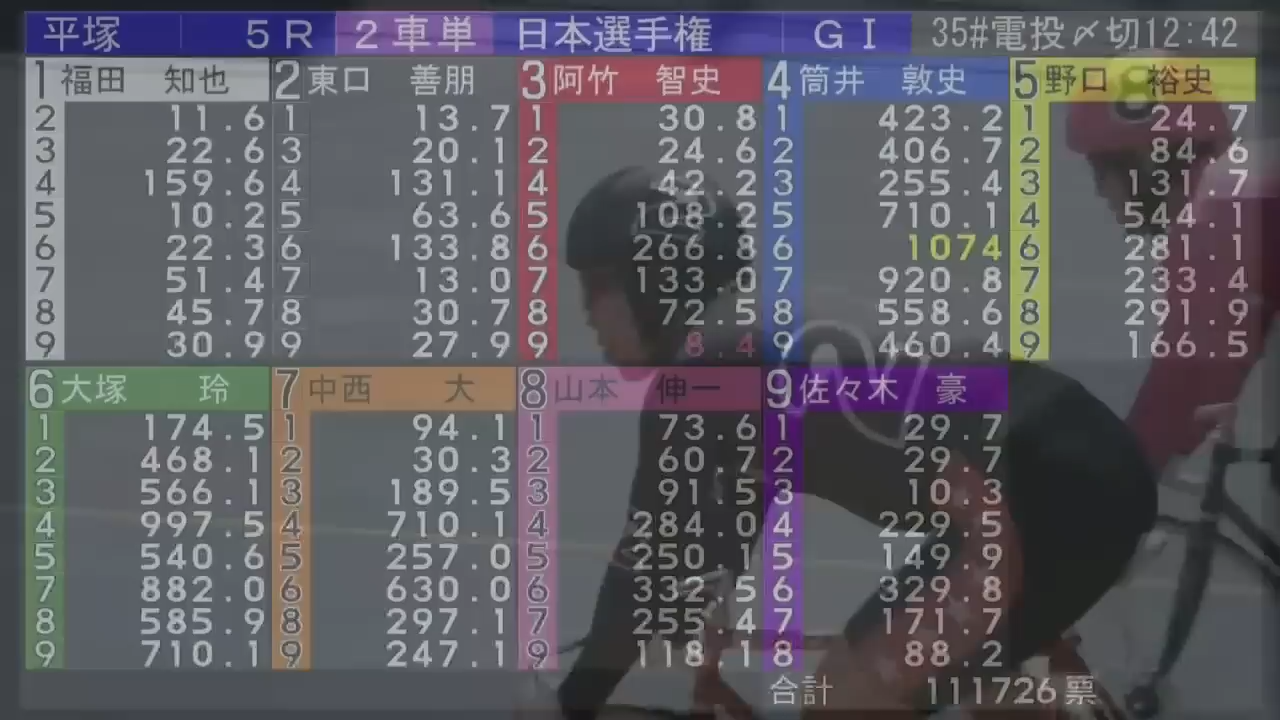 平塚 5R 2車単 日本選手権 GI 35#電投〆切12:42
1 福田 知也 2 東口 善朋 3 阿竹 智史 4 筒井 敦史 5 野口 裕史
2 11.6 1 13.7 1 30.8 1 423.2 1 24.7
3 22.6 3 20.1 2 24.6 2 406.7 2 84.6
4 159.6 4 131.1 4 42.2 3 255.4 3 131.7
5 10.2 5 63.6 5 108.2 5 710.1 4 544.1
6 22.3 6 133.8 6 266.8 6 1074 6 281.1
7 51.4 7 13.0 7 133.0 7 920.8 7 233.4
8 45.7 8 30.7 8 72.5 8 558.6 8 291.9
9 30.9 9 27.9 9 8.4 9 460.4 9 166.5
6 大塚 玲 7 中西 大 8 山本 伸一 9 佐々木 豪
1 174.5 1 94.1 1 73.6 1 29.7
2 468.1 2 30.3 2 60.7 2 29.7
3 566.1 3 189.5 3 91.5 3 10.3
4 997.5 4 710.1 4 284.0 4 229.5
5 540.6 5 257.0 5 250.1 5 149.9
7 882.0 6 630.0 6 332.5 6 329.8
8 585.9 8 297.1 7 255.4 7 171.7
9 710.1 9 247.1 9 118.1 8 88.2
合計 111726票
8